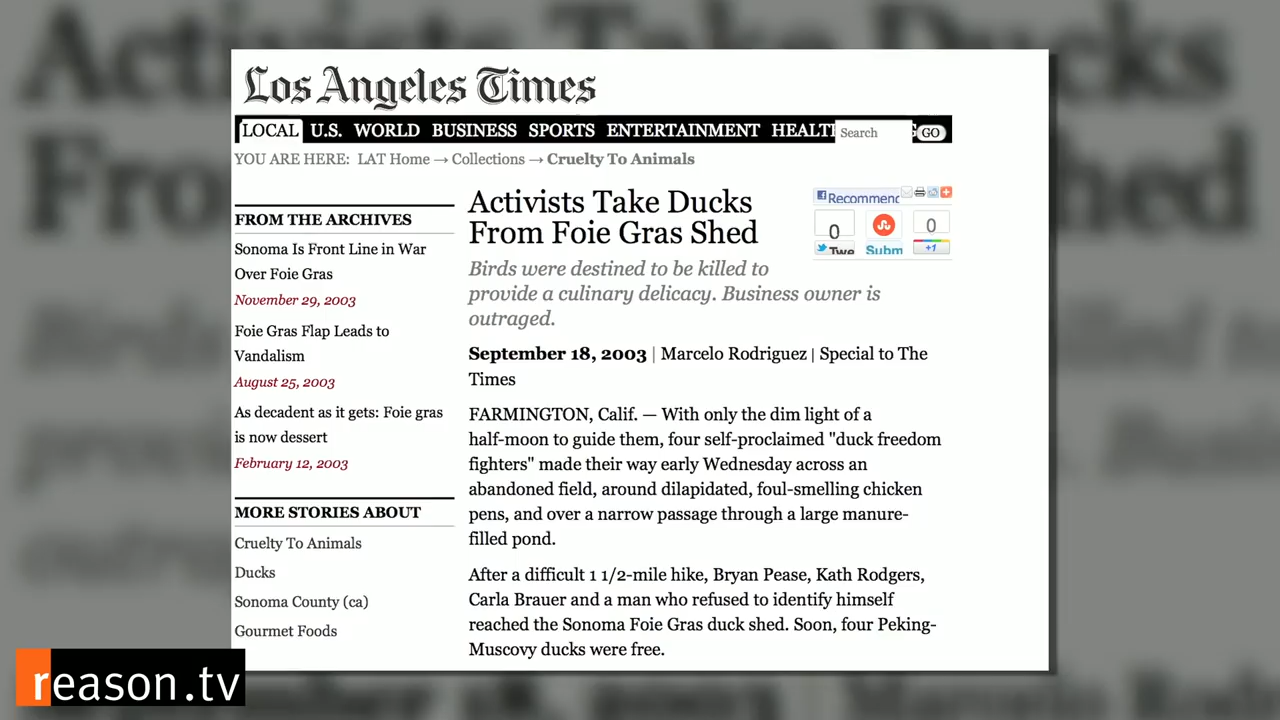 Los Angeles Times
LOCAL U.S. WORLD BUSINESS SPORTS ENTERTAINMENT HEALTH Search GO
YOU ARE HERE: LAT Home → Collections → Cruelty To Animals
FROM THE ARCHIVES
Sonoma Is Front Line in War
Over Foie Gras
November 29, 2003
Foie Gras Flap Leads to
Vandalism
August 25, 2003
As decadent as it gets: Foie gras
is now dessert
February 12, 2003
MORE STORIES ABOUT
Cruelty To Animals
Ducks
Sonoma County (ca)
Gourmet Foods
Activists Take Ducks
From Foie Gras Shed
Recommend
0
0
Twe
Subm
+1
Birds were destined to be killed to
provide a culinary delicacy. Business owner is
outraged.
September 18, 2003 | Marcelo Rodriguez | Special to The
Times
FARMINGTON, Calif. — With only the dim light of a
half-moon to guide them, four self-proclaimed "duck freedom
fighters" made their way early Wednesday across an
abandoned field, around dilapidated, foul-smelling chicken
pens, and over a narrow passage through a large manure-
filled pond.
After a difficult 1 1/2-mile hike, Bryan Pease, Kath Rodgers,
Carla Brauer and a man who refused to identify himself
reached the Sonoma Foie Gras duck shed. Soon, four Peking-
Muscovy ducks were free.
reason.tv